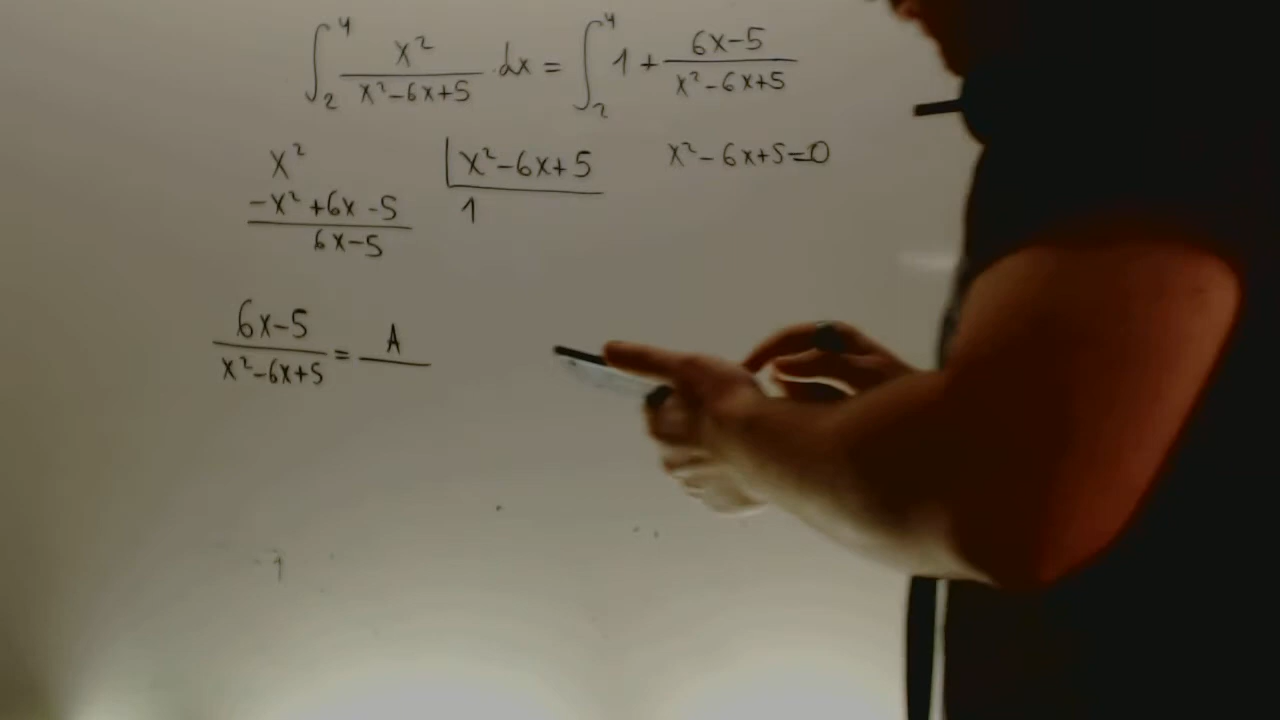 ∫₂⁴ x²/(x²-6x+5) dx = ∫₂⁴ 1 + (6x-5)/(x²-6x+5)
x² | x²-6x+5    x²-6x+5=0
-x²+6x-5    1
6x-5
(6x-5)/(x²-6x+5) = A/